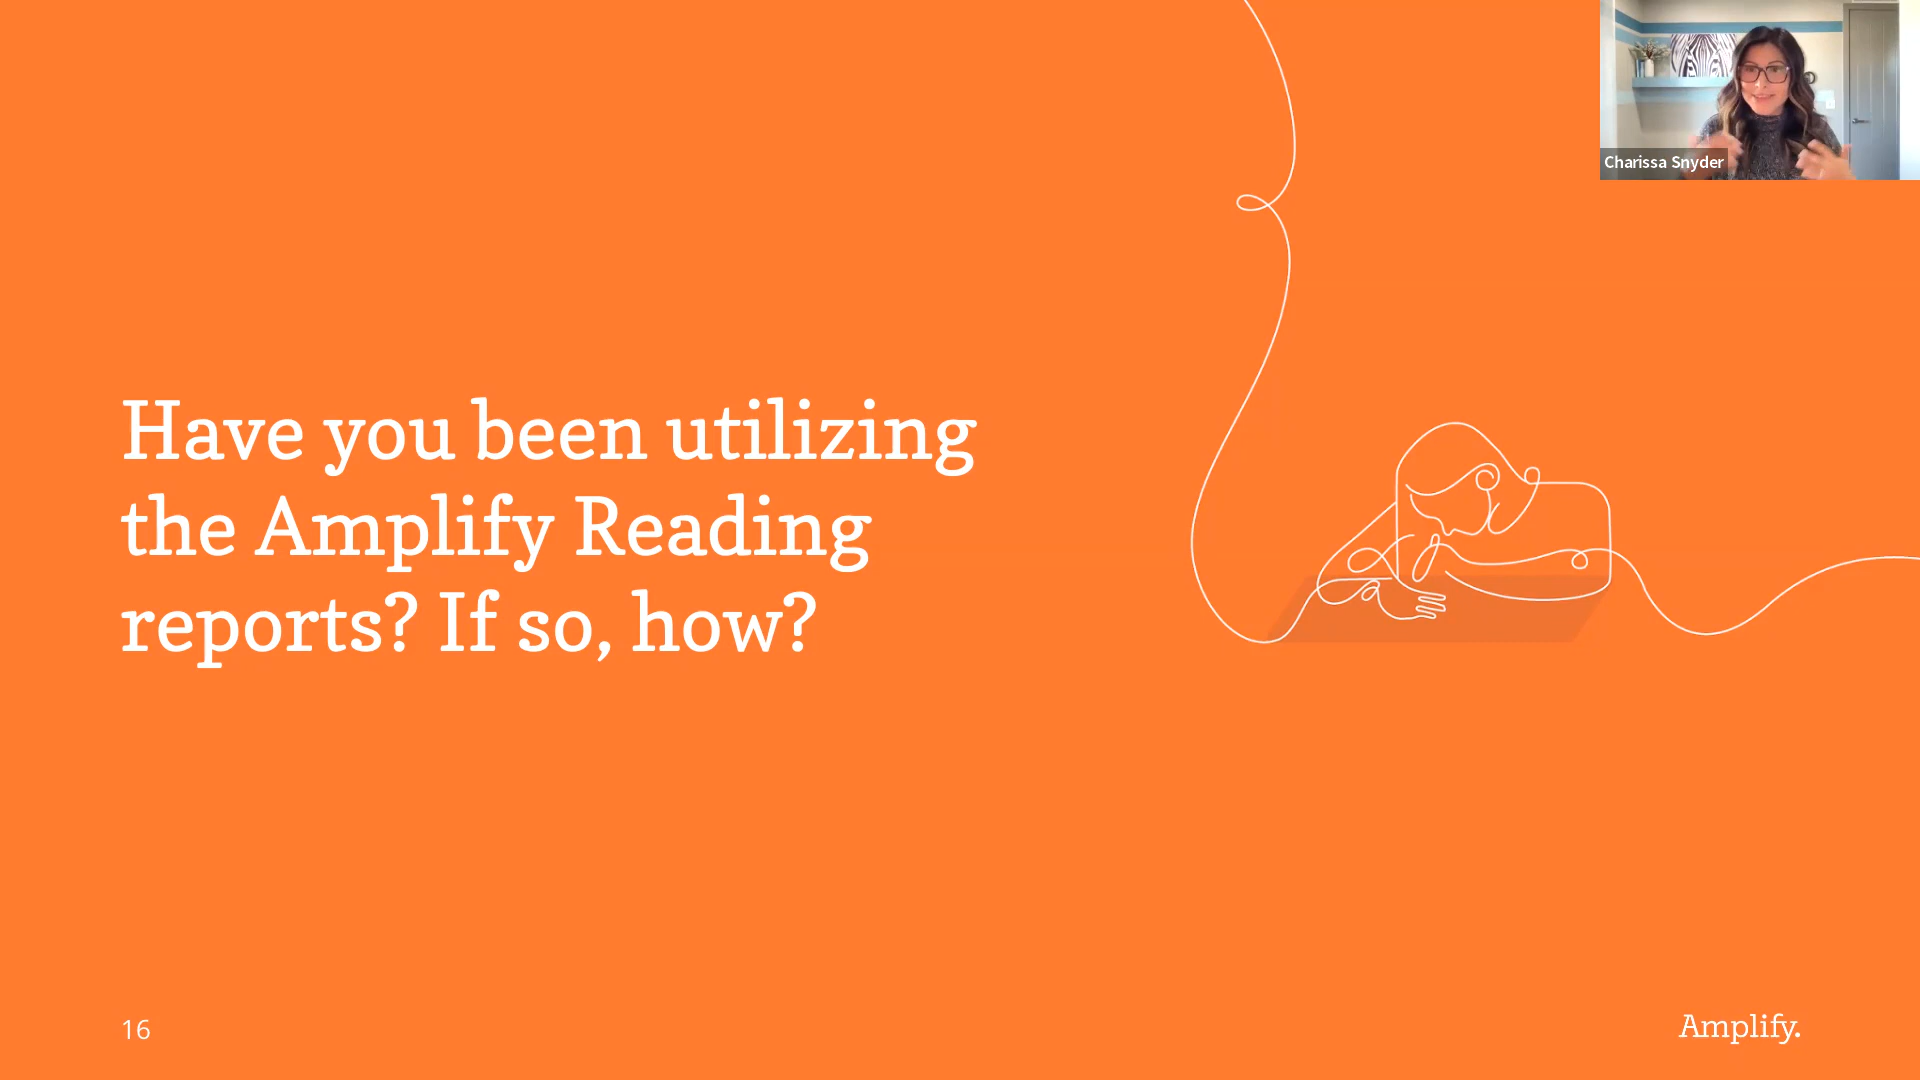 Charissa Snyder
Have you been utilizing
the Amplify Reading
reports? If so, how?
16
Amplify.